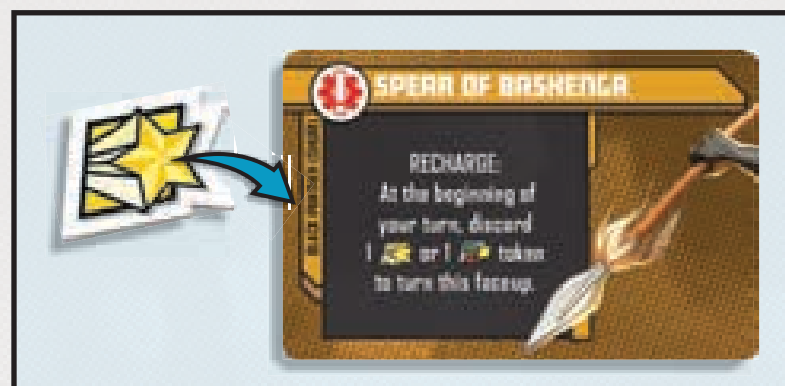 SPEAR OF BASHENGA
RECHARGE:
At the beginning of
your turn, discard
1 or 1 token
to turn this faceup.